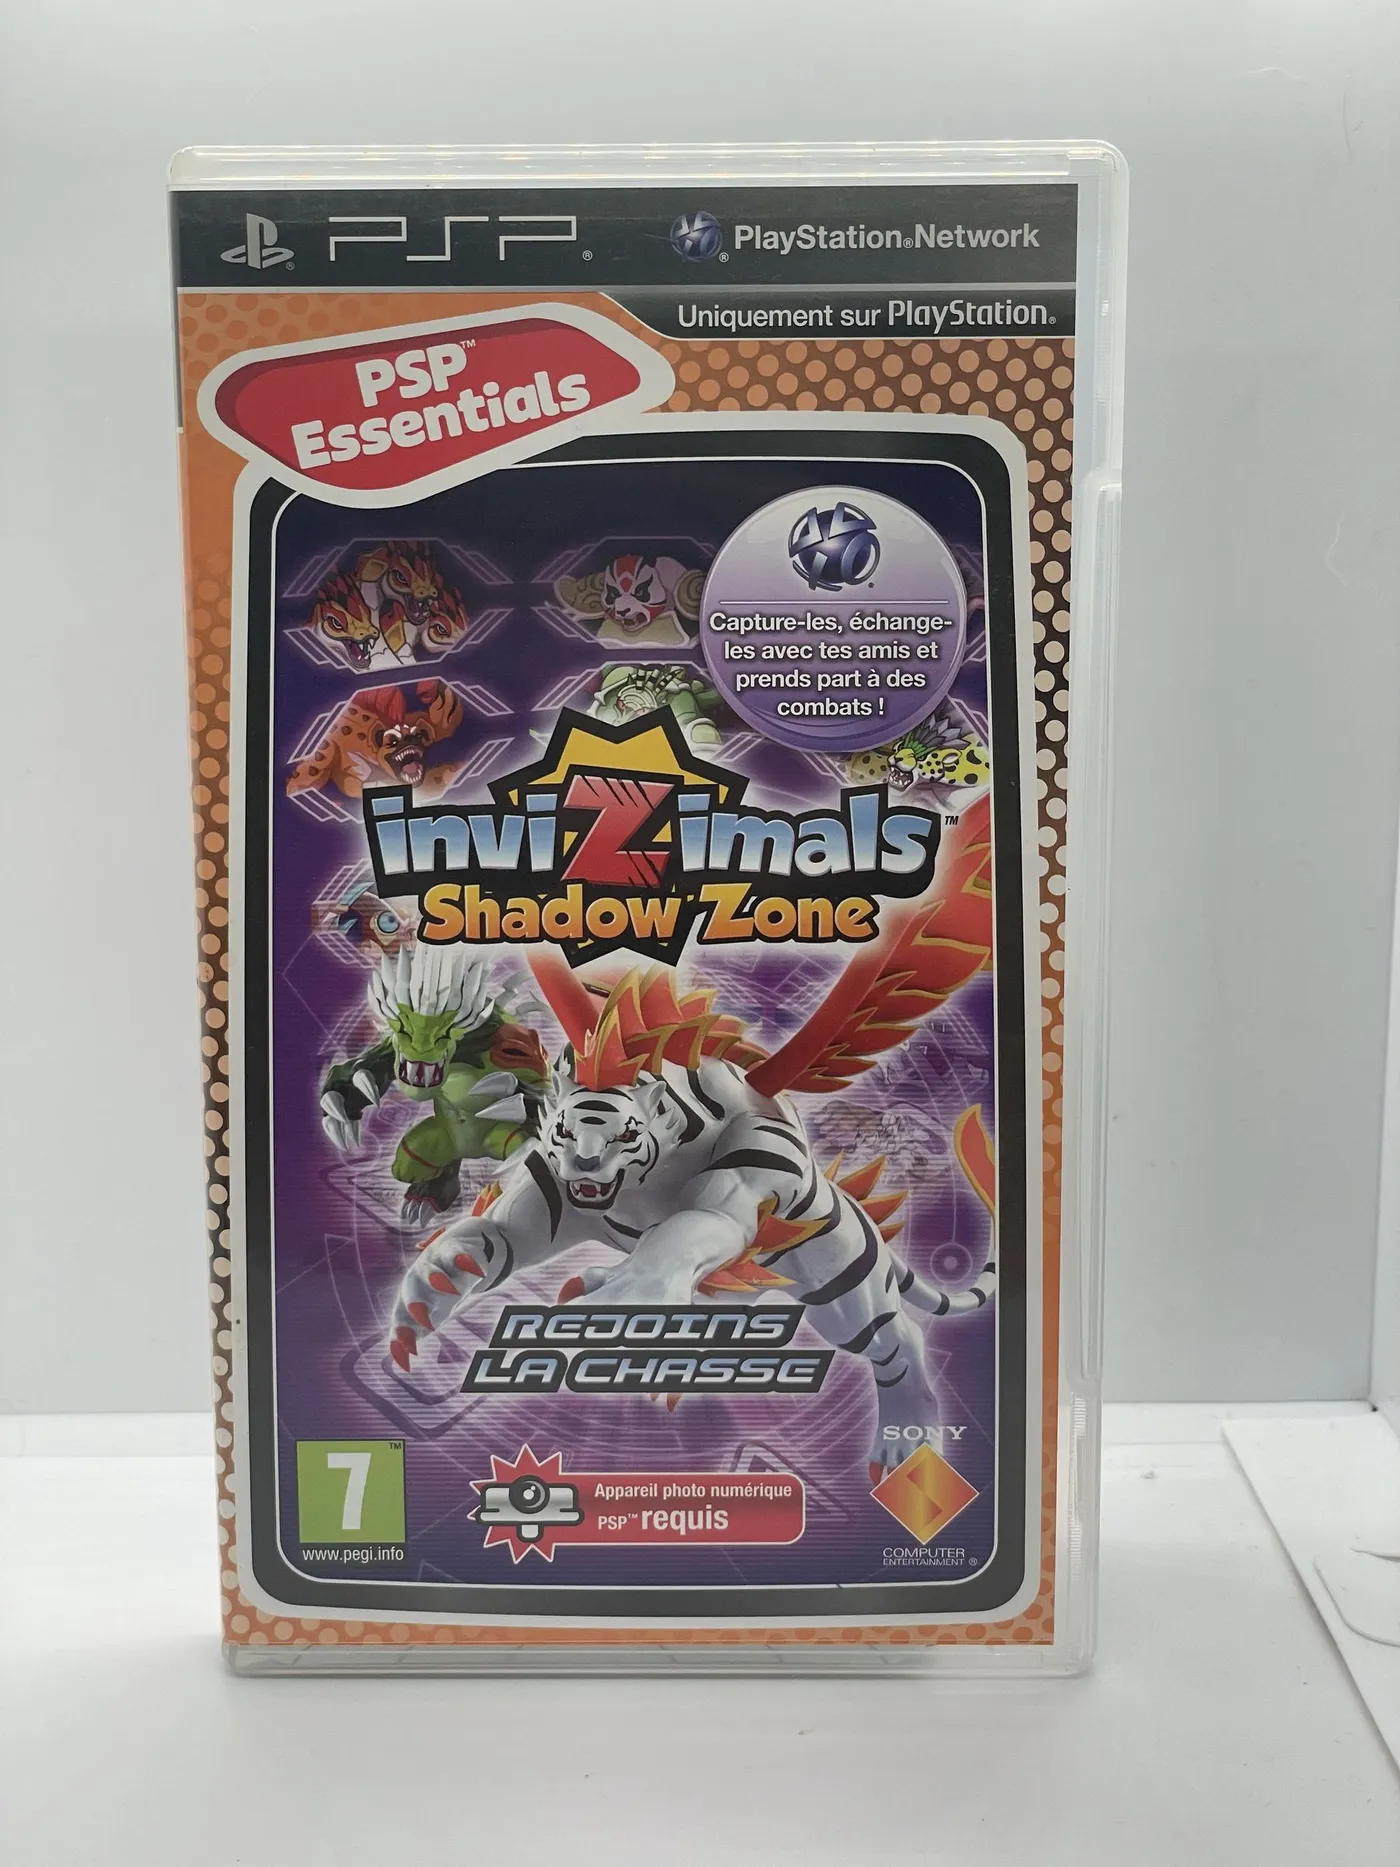 PSP®
PlayStation®Network
Uniquement sur PlayStation®
PSP™
Essentials
Capture-les, échange-
les avec tes amis et
prends part à des
combats !
inviZimals™
Shadow Zone
REJOINS
LA CHASSE
7™
www.pegi.info
Appareil photo numérique
PSP™ requis
SONY
COMPUTER
ENTERTAINMENT ®